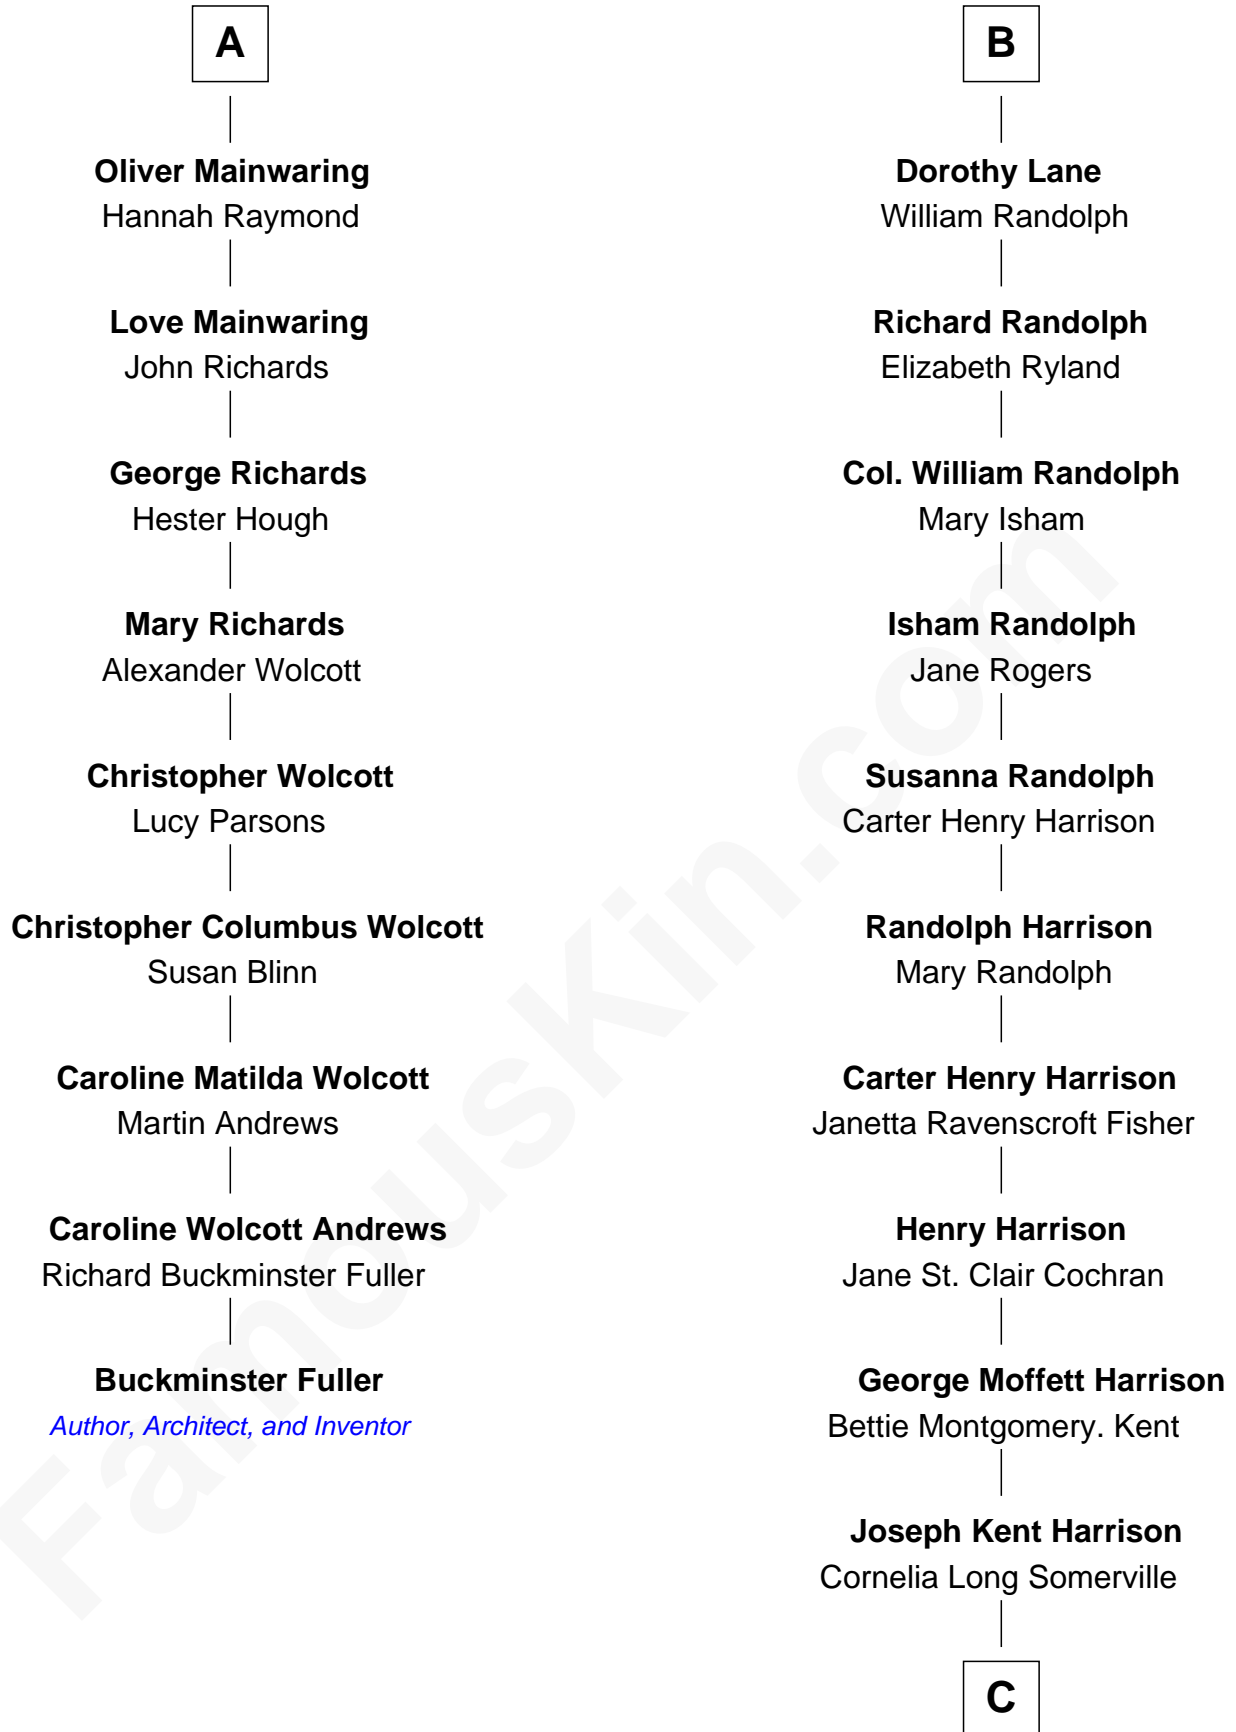 A
Oliver Mainwaring
Hannah Raymond
Love Mainwaring
John Richards
George Richards
Hester Hough
Mary Richards
Alexander Wolcott
Christopher Wolcott
Lucy Parsons
Christopher Columbus Wolcott
Susan Blinn
Caroline Matilda Wolcott
Martin Andrews
Caroline Wolcott Andrews
Richard Buckminster Fuller
Buckminster Fuller
Author, Architect, and Inventor
B
Dorothy Lane
William Randolph
Richard Randolph
Elizabeth Ryland
Col. William Randolph
Mary Isham
Isham Randolph
Jane Rogers
Susanna Randolph
Carter Henry Harrison
Randolph Harrison
Mary Randolph
Carter Henry Harrison
Janetta Ravenscroft Fisher
Henry Harrison
Jane St. Clair Cochran
George Moffett Harrison
Bettie Montgomery. Kent
Joseph Kent Harrison
Cornelia Long Somerville
C
FamousKin.com